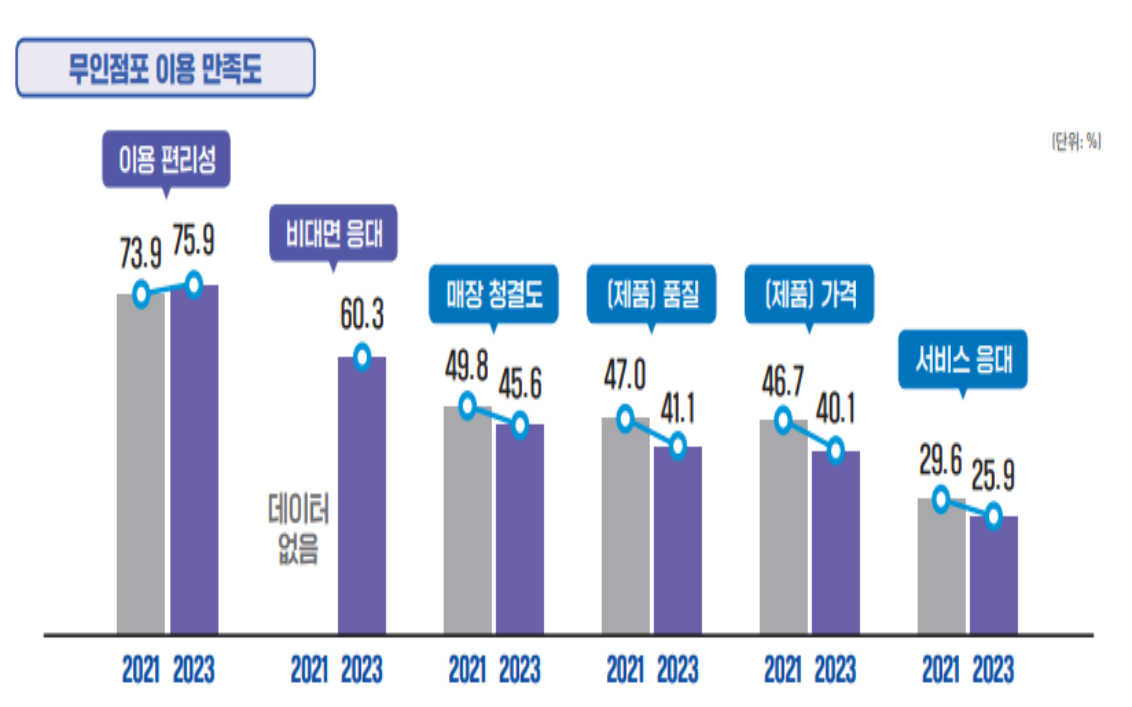 무인점포 이용 만족도
(단위: %)
이용 편리성
73.9 75.9
비대면 응대
데이터
없음
60.3
매장 청결도
49.8 45.6
(제품) 품질
47.0 41.1
(제품) 가격
46.7 40.1
서비스 응대
29.6 25.9
2021 2023 2021 2023 2021 2023 2021 2023 2021 2023 2021 2023